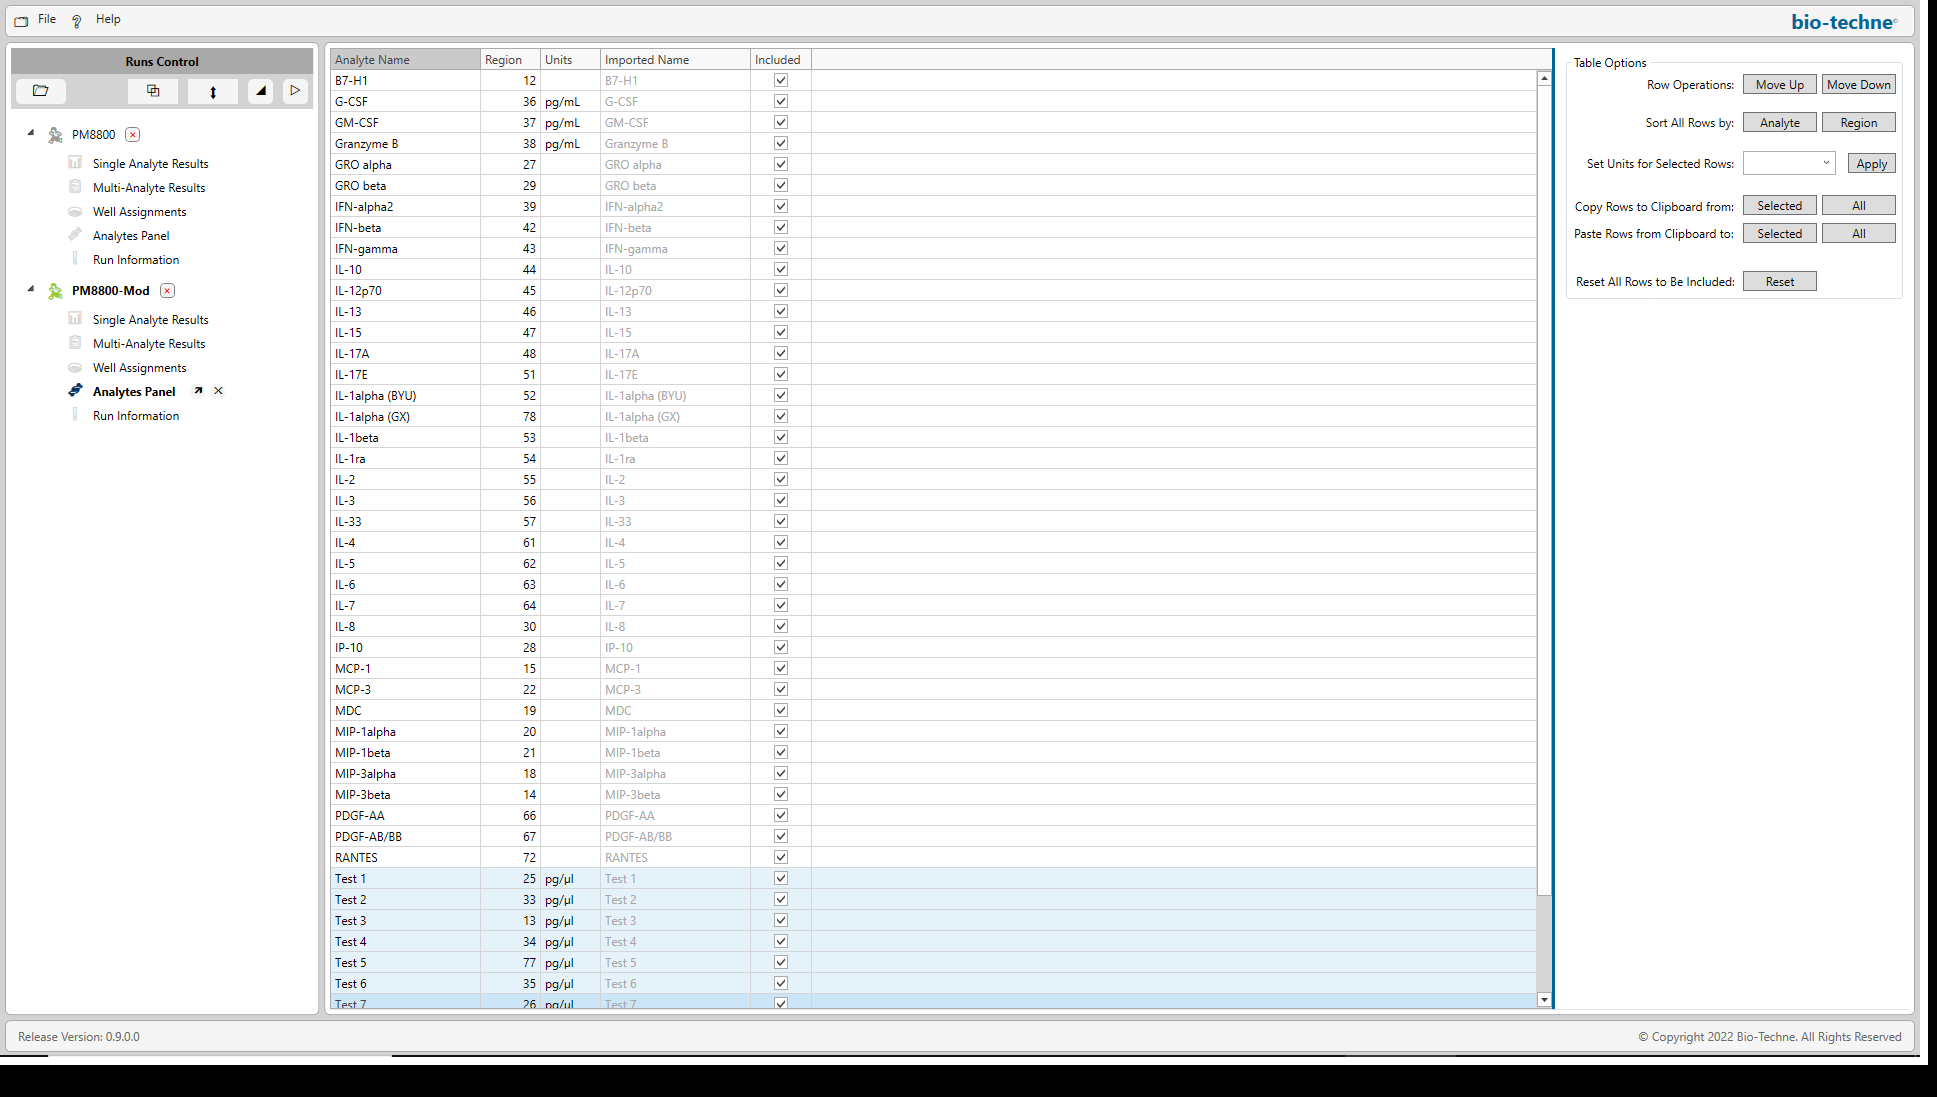 File Help bio-techne
Runs Control
PM8800
Single Analyte Results
Multi-Analyte Results
Well Assignments
Analytes Panel
Run Information
PM8800-Mod
Single Analyte Results
Multi-Analyte Results
Well Assignments
Analytes Panel
Run Information
Analyte Name Region Units Imported Name Included
B7-H1 12 B7-H1
G-CSF 36 pg/mL G-CSF
GM-CSF 37 pg/mL GM-CSF
Granzyme B 38 pg/mL Granzyme B
GRO alpha 27 GRO alpha
GRO beta 29 GRO beta
IFN-alpha2 39 IFN-alpha2
IFN-beta 42 IFN-beta
IFN-gamma 43 IFN-gamma
IL-10 44 IL-10
IL-12p70 45 IL-12p70
IL-13 46 IL-13
IL-15 47 IL-15
IL-17A 48 IL-17A
IL-17E 51 IL-17E
IL-1alpha (BYU) 52 IL-1alpha (BYU)
IL-1alpha (GX) 78 IL-1alpha (GX)
IL-1beta 53 IL-1beta
IL-1ra 54 IL-1ra
IL-2 55 IL-2
IL-3 56 IL-3
IL-33 57 IL-33
IL-4 61 IL-4
IL-5 62 IL-5
IL-6 63 IL-6
IL-7 64 IL-7
IL-8 30 IL-8
IP-10 28 IP-10
MCP-1 15 MCP-1
MCP-3 22 MCP-3
MDC 19 MDC
MIP-1alpha 20 MIP-1alpha
MIP-1beta 21 MIP-1beta
MIP-3alpha 18 MIP-3alpha
MIP-3beta 14 MIP-3beta
PDGF-AA 66 PDGF-AA
PDGF-AB/BB 67 PDGF-AB/BB
RANTES 72 RANTES
Test 1 25 pg/µl Test 1
Test 2 33 pg/µl Test 2
Test 3 13 pg/µl Test 3
Test 4 34 pg/µl Test 4
Test 5 77 pg/µl Test 5
Test 6 35 pg/µl Test 6
Test 7 26 pg/µl Test 7
Table Options
Row Operations: Move Up Move Down
Sort All Rows by: Analyte Region
Set Units for Selected Rows: Apply
Copy Rows to Clipboard from: Selected All
Paste Rows from Clipboard to: Selected All
Reset All Rows to Be Included: Reset
Release Version: 0.9.0.0 © Copyright 2022 Bio-Techne. All Rights Reserved